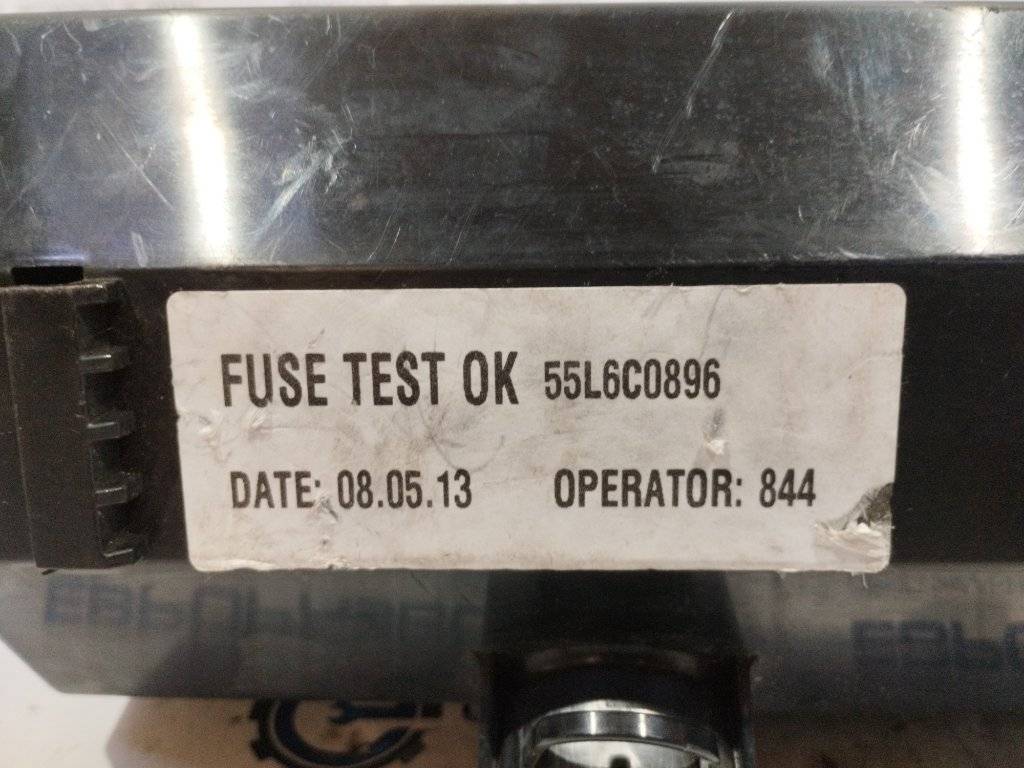 FUSE TEST OK 55L6C0896
DATE: 08.05.13 OPERATOR: 844